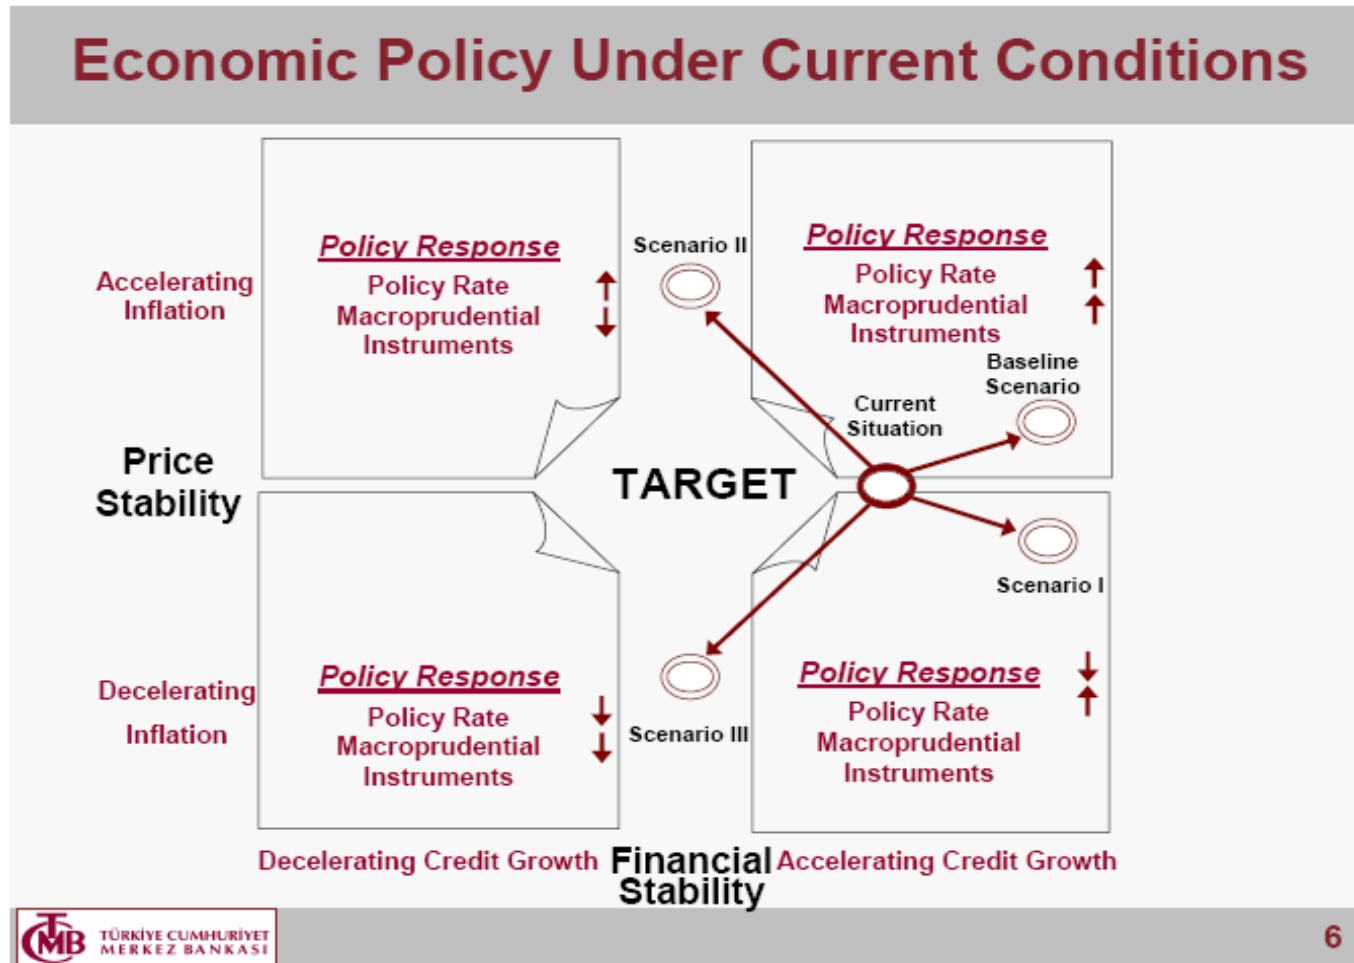 Economic Policy Under Current Conditions
Accelerating
Inflation
Policy Response
Policy Rate
Macroprudential
Instruments
Scenario II
Policy Response
Policy Rate
Macroprudential
Instruments
Baseline
Scenario
Current
Situation
Price
Stability
TARGET
Scenario I
Decelerating
Inflation
Policy Response
Policy Rate
Macroprudential
Instruments
Scenario III
Policy Response
Policy Rate
Macroprudential
Instruments
Decelerating Credit Growth
Financial
Stability
Accelerating Credit Growth
TCMB
TÜRKİYE CUMHURİYET
MERKEZ BANKASI
6